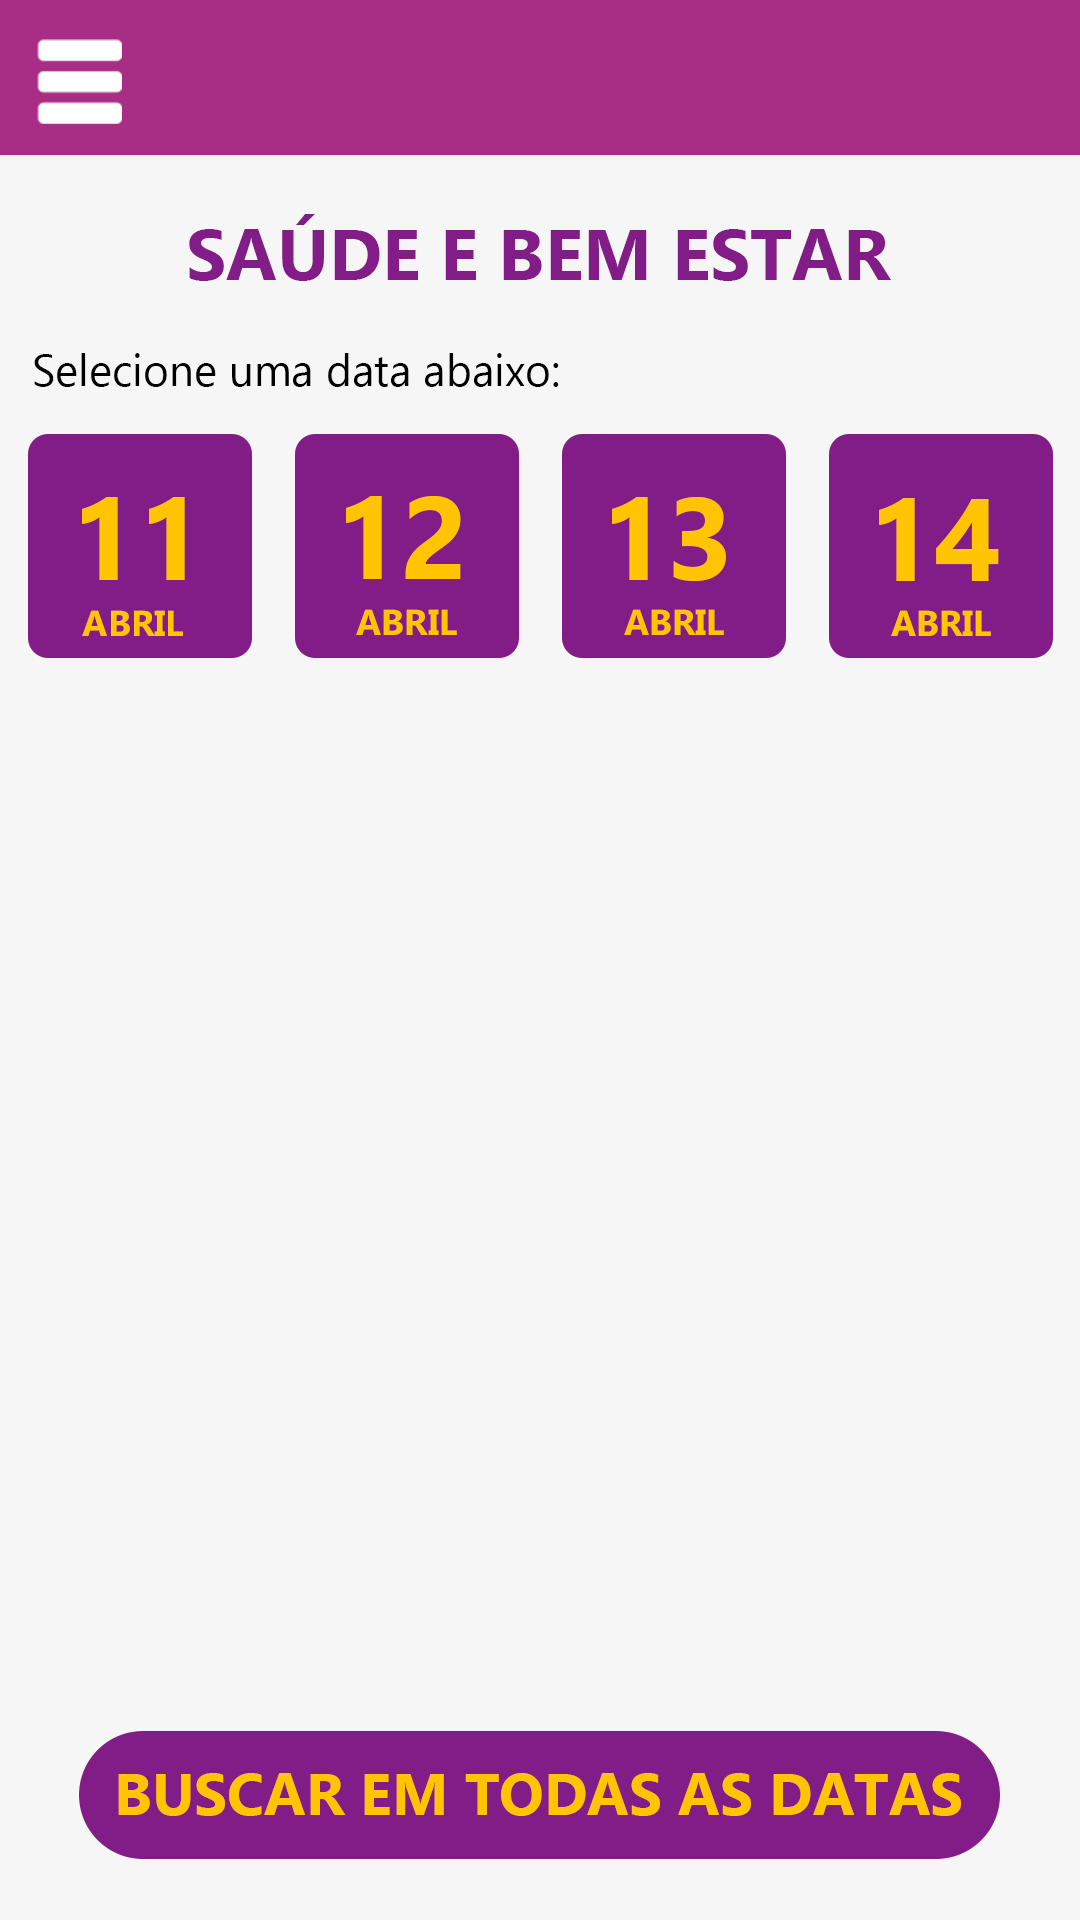 SAÚDE E BEM ESTAR
Selecione uma data abaixo:
11 12 13 14
ABRIL ABRIL ABRIL ABRIL
BUSCAR EM TODAS AS DATAS